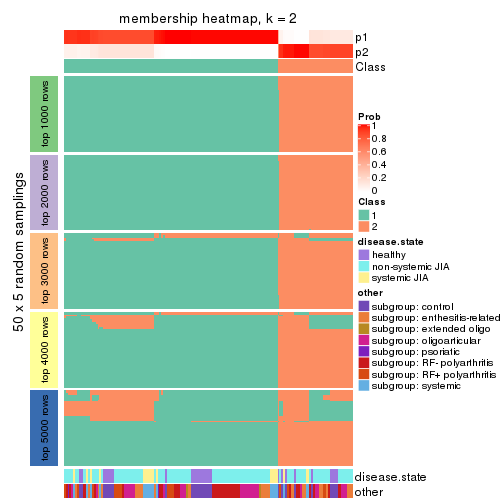 membership heatmap, k = 2
p1
p2
Class
50 x 5 random samplings
top 1000 rows
top 2000 rows
top 3000 rows
top 4000 rows
top 5000 rows
Prob
1
0.8
0.6
0.4
0.2
0
Class
1
2
disease.state
healthy
non-systemic JIA
systemic JIA
other
subgroup: control
subgroup: enthesitis-related
subgroup: extended oligo
subgroup: oligoarticular
subgroup: psoriatic
subgroup: RF- polyarthritis
subgroup: RF+ polyarthritis
subgroup: systemic
disease.state
other